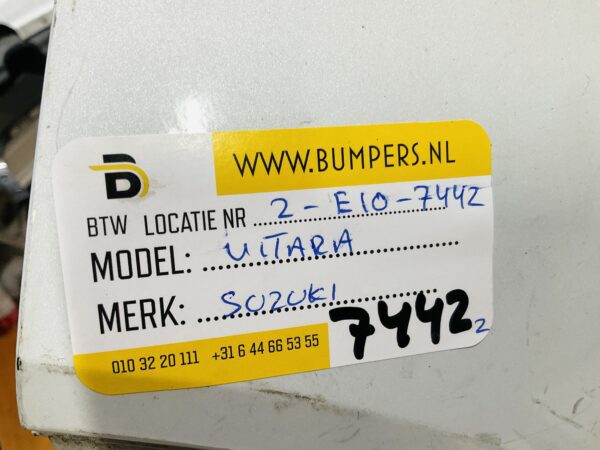 B
WWW.BUMPERS.NL
BTW LOCATIE NR 2 - E10 - 7442
MODEL: VITARA
MERK: SUZUKI
7442 2
010 32 20 111 +31 6 44 66 53 55